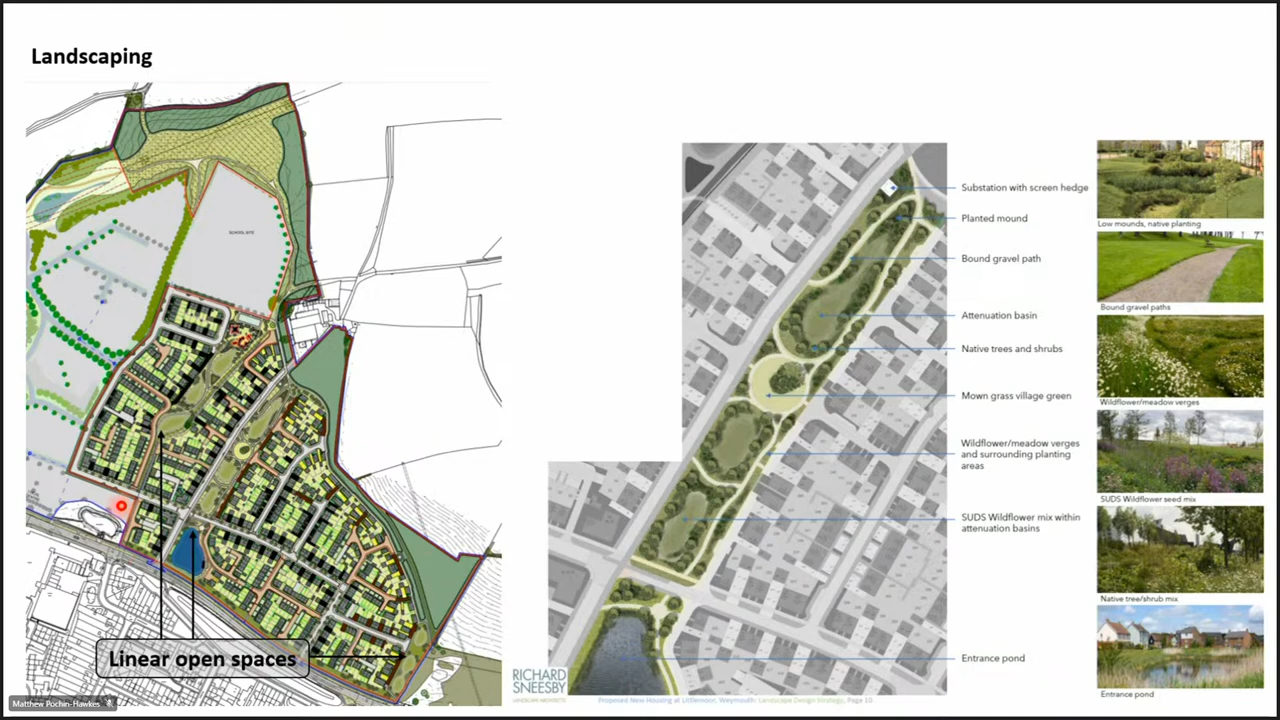 Landscaping
SCHOOL SITE
Linear open spaces
Matthew Pochin-Hawkes
Substation with screen hedge
Planted mound
Bound gravel path
Attenuation basin
Native trees and shrubs
Mown grass village green
Wildflower/meadow verges
and surrounding planting
areas
SUDS Wildflower mix within
attenuation basins
Entrance pond
Low mounds, native planting
Bound gravel paths
Wildflower/meadow verges
SUDS Wildflower seed mix
Native tree/shrub mix
Entrance pond
RICHARD
SNEESBY
LANDSCAPE ARCHITECTS
Proposed New Housing at Littlemoor, Weymouth: Landscape Design Strategy, Page 10